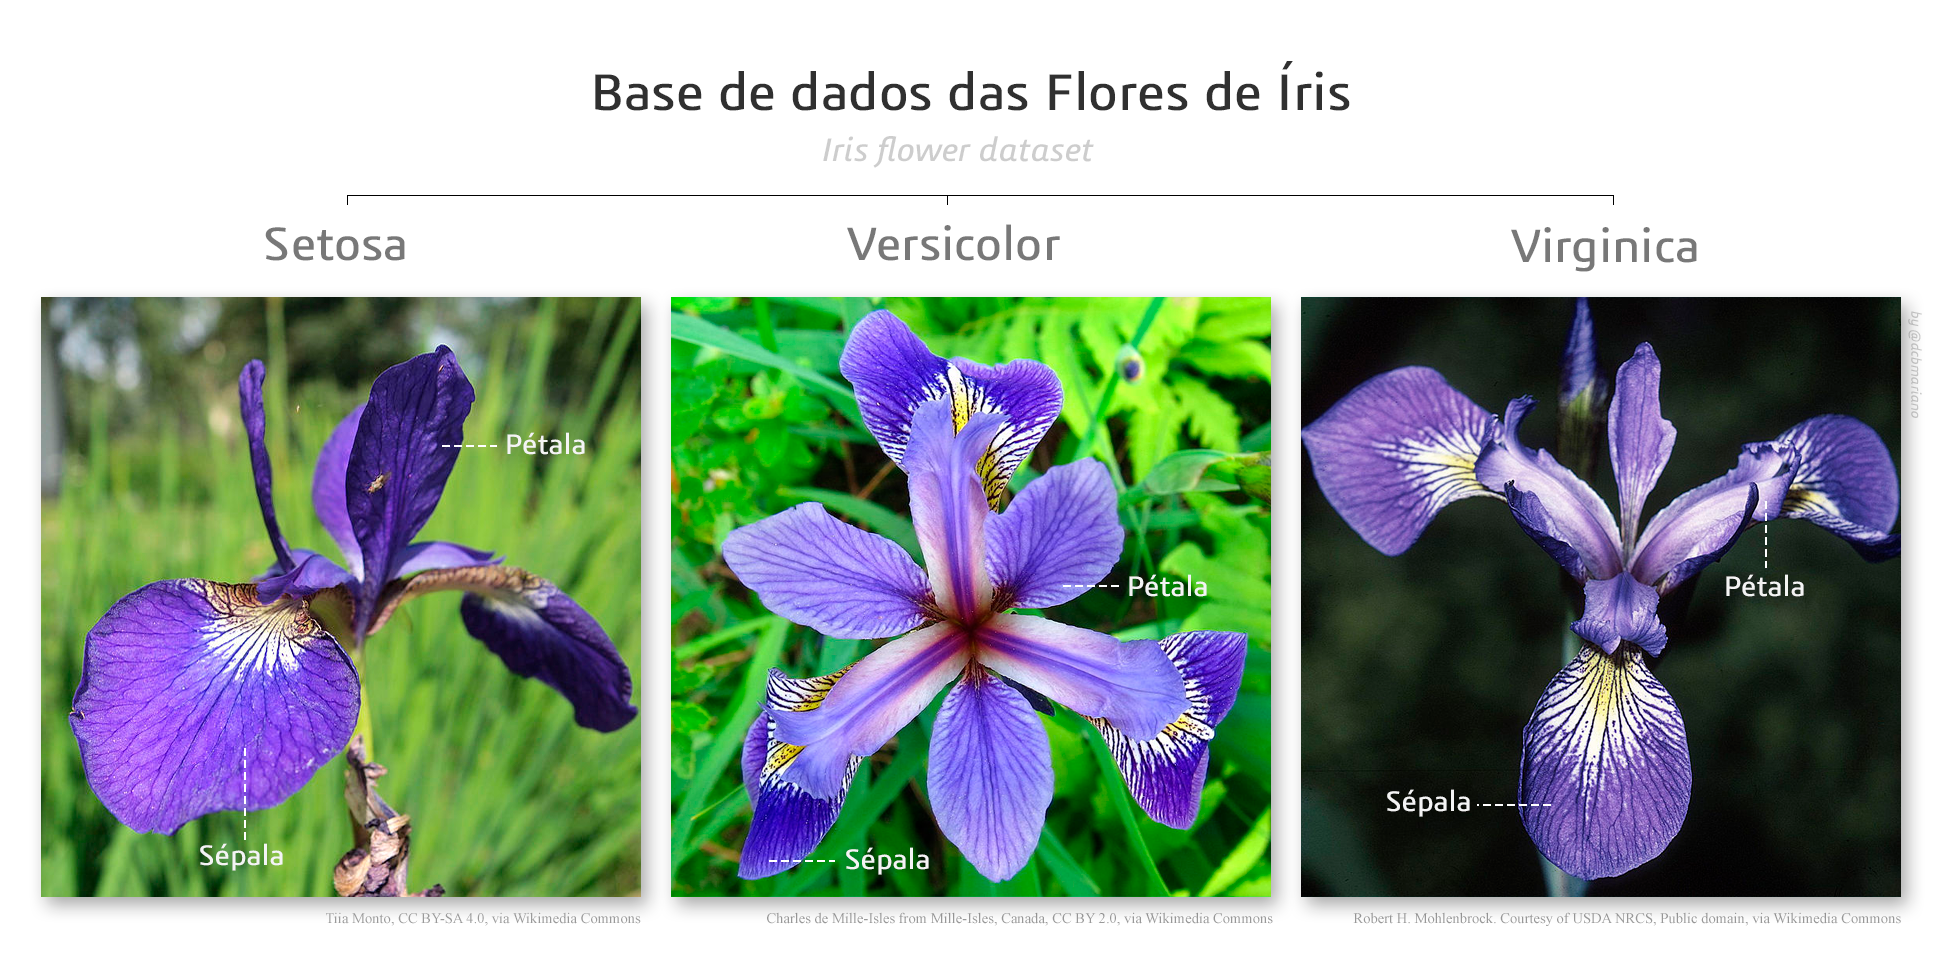 Base de dados das Flores de Íris
Iris flower dataset
Setosa
Versicolor
Virginica
Pétala
Sépala
Pétala
Sépala
Pétala
Sépala
by @dcbmariano
Tiia Monto, CC BY-SA 4.0, via Wikimedia Commons
Charles de Mille-Isles from Mille-Isles, Canada, CC BY 2.0, via Wikimedia Commons
Robert H. Mohlenbrock. Courtesy of USDA NRCS, Public domain, via Wikimedia Commons